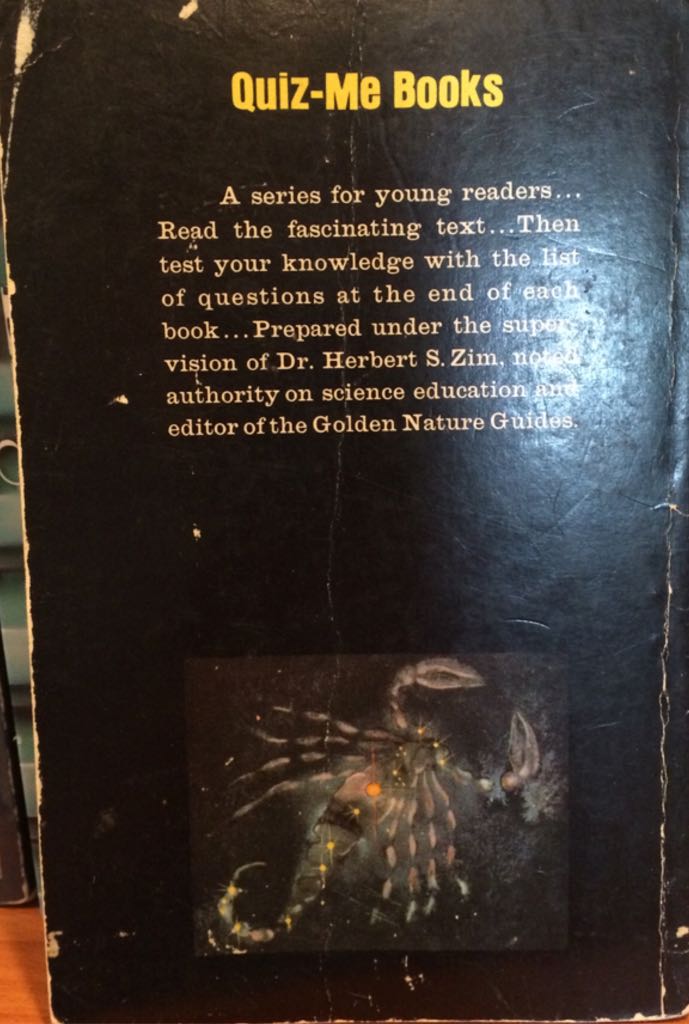 Quiz-Me Books
A series for young readers...
Read the fascinating text...Then
test your knowledge with the list
of questions at the end of each
book...Prepared under the super-
vision of Dr. Herbert S. Zim, noted
authority on science education and
editor of the Golden Nature Guides.